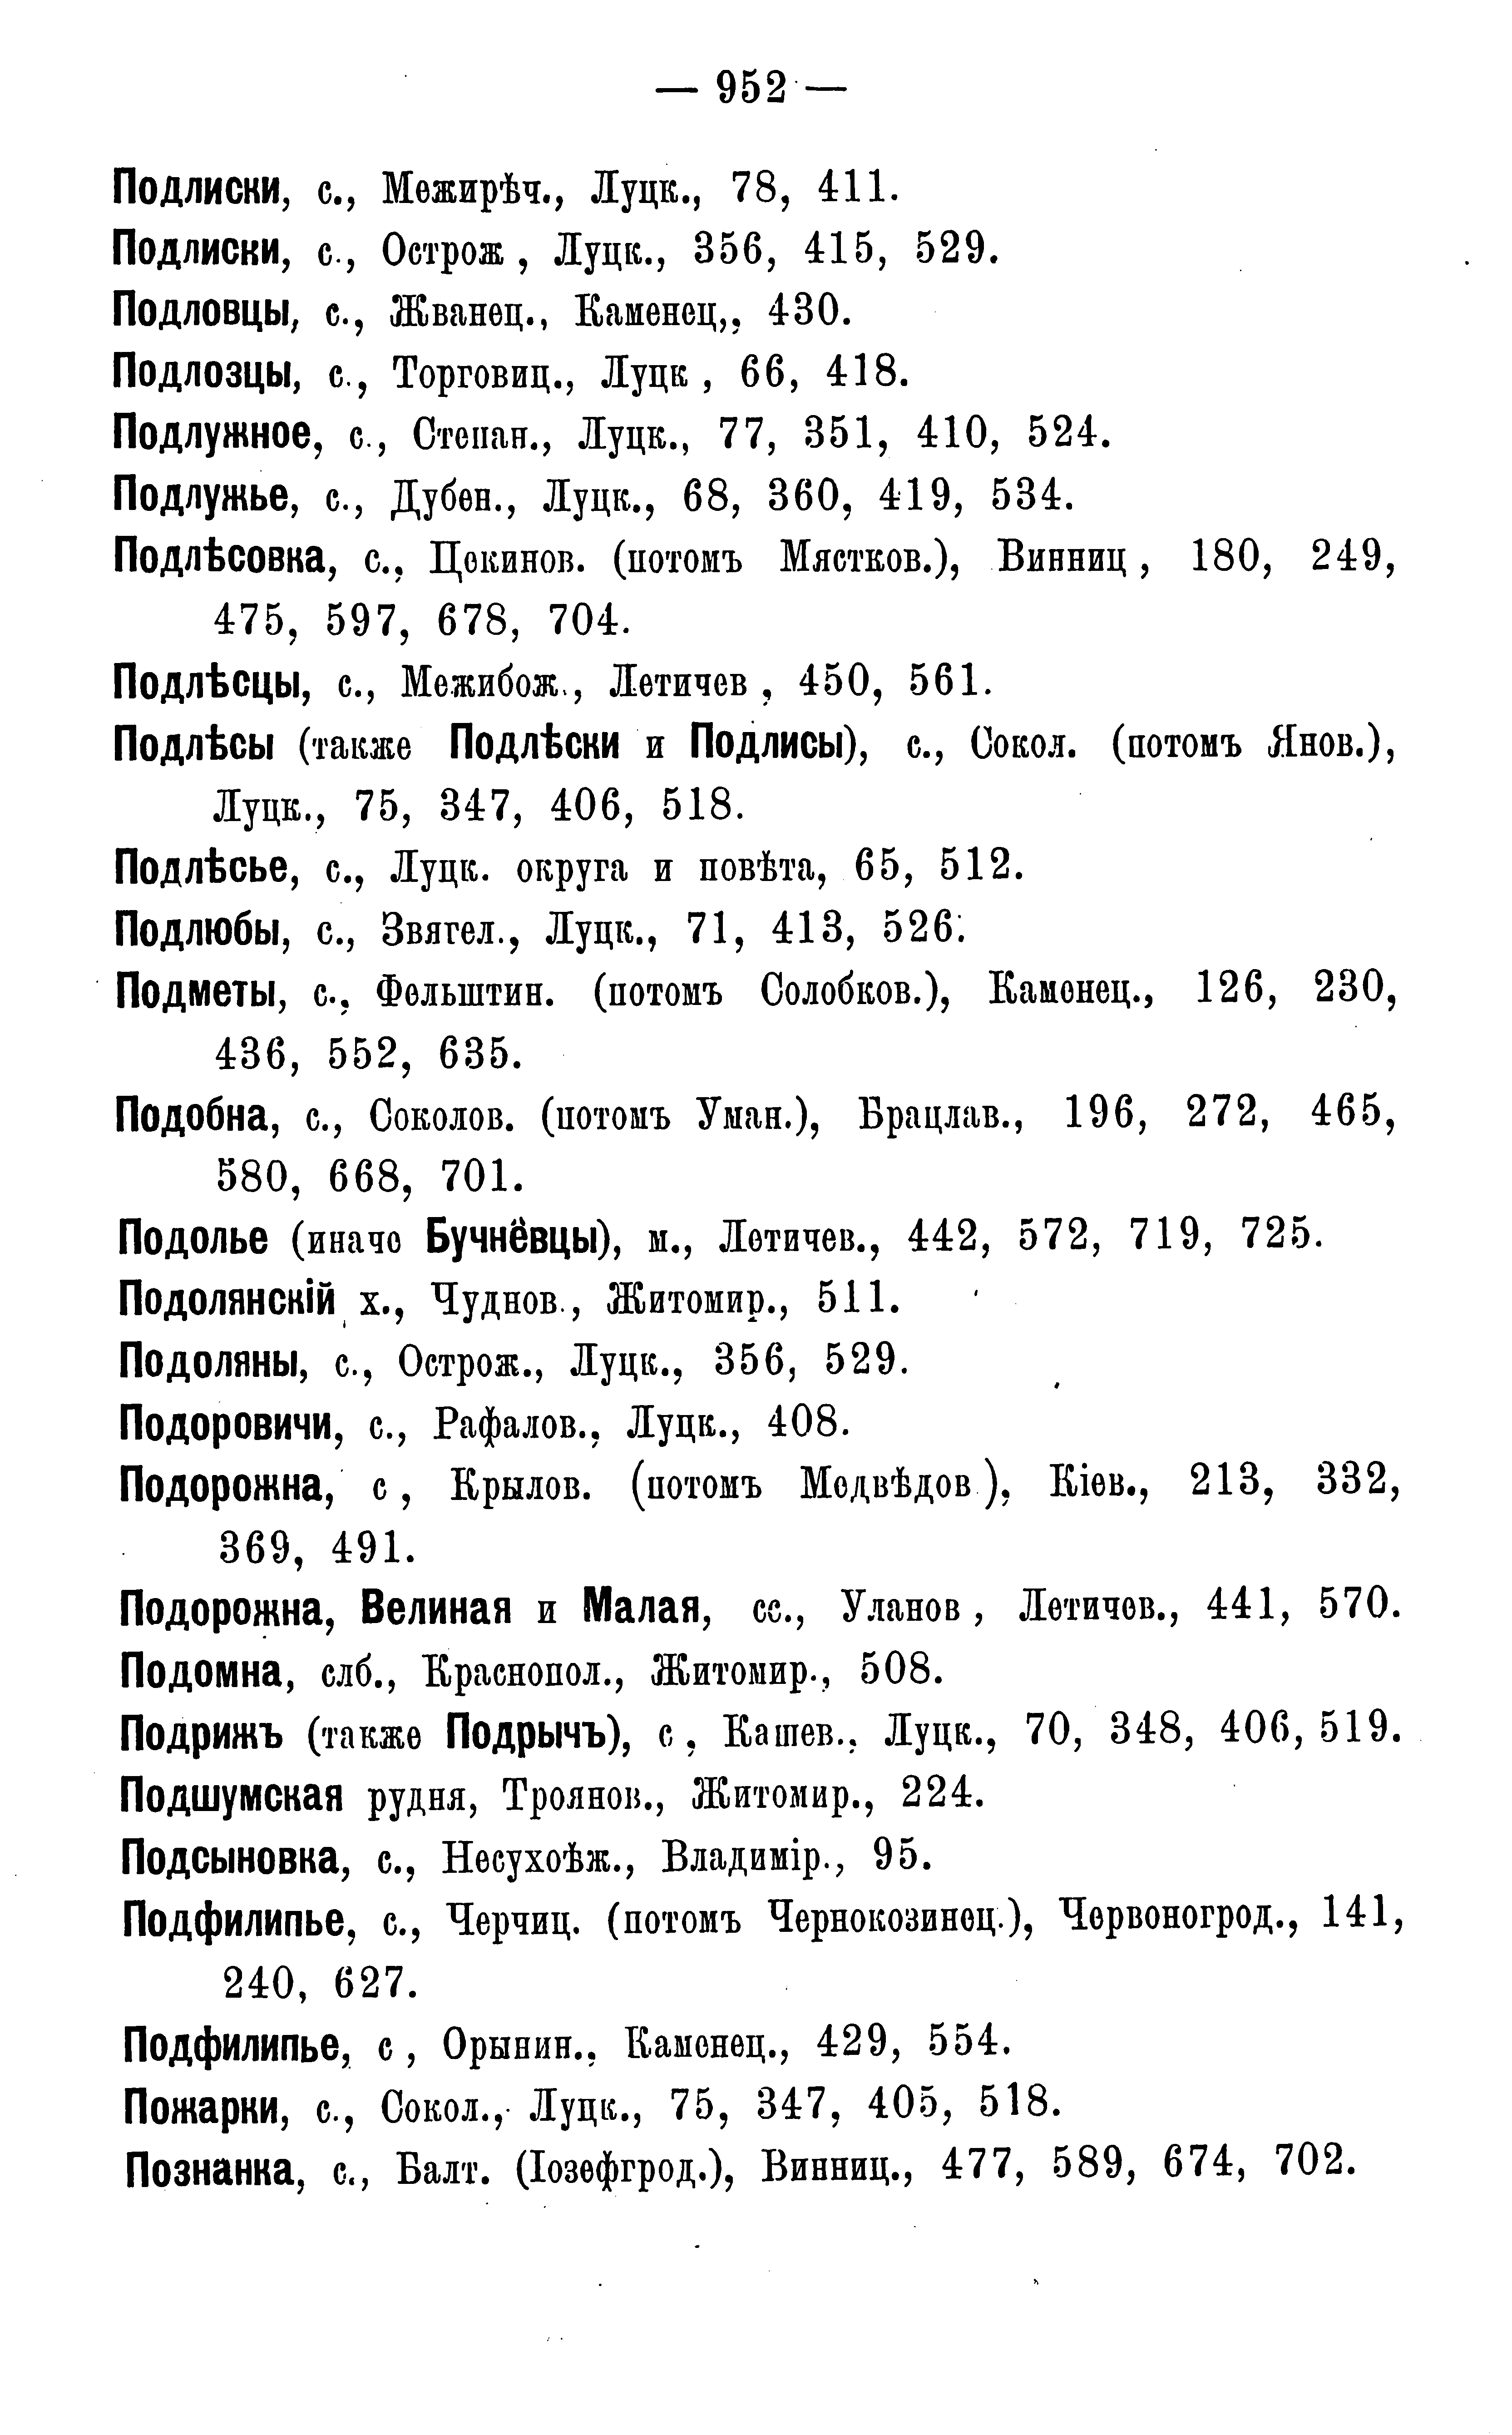 — 952 —
Подлиски, с., Межирѣч., Луцк., 78, 411.
Подлиски, с., Острож , Луцк., 356, 415, 529.
Подловцы, с., Жванец., Каменец,, 430.
Подлозцы, с., Торговиц., Луцк , 66, 418.
Подлужное, с., Степан., Луцк., 77, 351, 410, 524.
Подлужье, с., Дубен., Луцк., 68, 360, 419, 534.
Подлѣсовка, с., Цекинов. (потомъ Мястков.), Винниц , 180, 249,
475, 597, 678, 704.
Подлѣсцы, с., Межибож., Летичев , 450, 561.
Подлѣсы (также Подлѣски и Подлисы), с., Сокол. (потомъ Янов.),
Луцк., 75, 347, 406, 518.
Подлѣсье, с., Луцк. округа и повѣта, 65, 512.
Подлюбы, с., Звягел., Луцк., 71, 413, 526.
Подметы, с., Фельштин. (потомъ Солобков.), Каменец., 126, 230,
436, 552, 635.
Подобна, с., Соколов. (потомъ Уман.), Брацлав., 196, 272, 465,
580, 668, 701.
Подолье (иначе Бучнёвцы), м., Летичев., 442, 572, 719, 725.
Подолянскій х., Чуднов., Житомир., 511.
Подоляны, с., Острож., Луцк., 356, 529.
Подоровичи, с., Рафалов., Луцк., 408.
Подорожна, с , Крылов. (потомъ Медвѣдов ), Кіев., 213, 332,
369, 491.
Подорожна, Великая и Малая, сс., Уланов , Летичев., 441, 570.
Подомна, слб., Краснопол., Житомир., 508.
Подрижъ (также Подрычъ), с , Кашев., Луцк., 70, 348, 406, 519.
Подшумская рудня, Троянов., Житомир., 224.
Подсыновка, с., Несухоѣж., Владимір., 95.
Подфилипье, с., Черчиц. (потомъ Чернокозинец.), Червоногрод., 141,
240, 627.
Подфилипье, с , Орынин., Каменец., 429, 554.
Пожарки, с., Сокол., Луцк., 75, 347, 405, 518.
Познанка, с., Балт. (Іозефгрод.), Винниц., 477, 589, 674, 702.